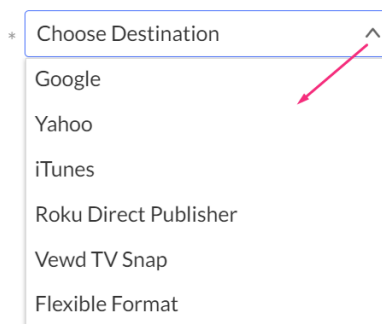 * Choose Destination
Google
Yahoo
iTunes
Roku Direct Publisher
Vewd TV Snap
Flexible Format